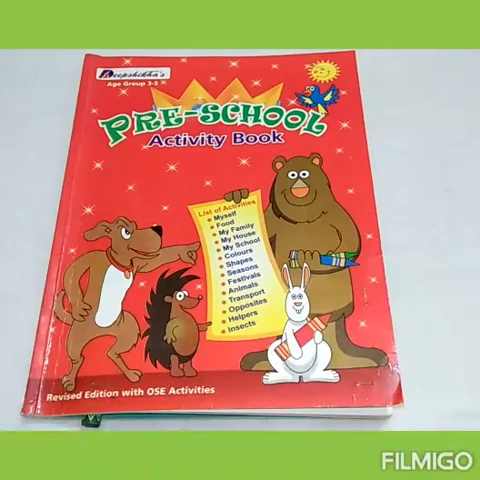 Deepshikha's
Age Group 3-5
PRE-SCHOOL
Activity Book
List of Activities
Myself
Food
My Family
My House
My School
Colours
Shapes
Seasons
Festivals
Animals
Transport
Opposites
Helpers
Insects
Revised Edition with OSE Activities
FILMIGO